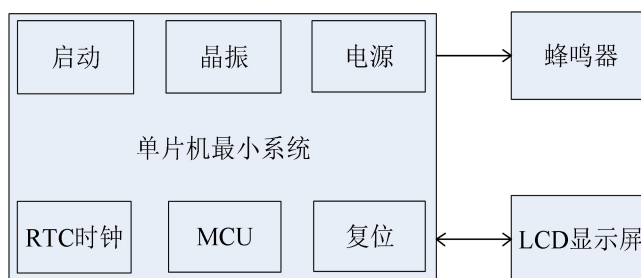 启动
晶振
电源
蜂鸣器
单片机最小系统
RTC时钟
MCU
复位
LCD显示屏